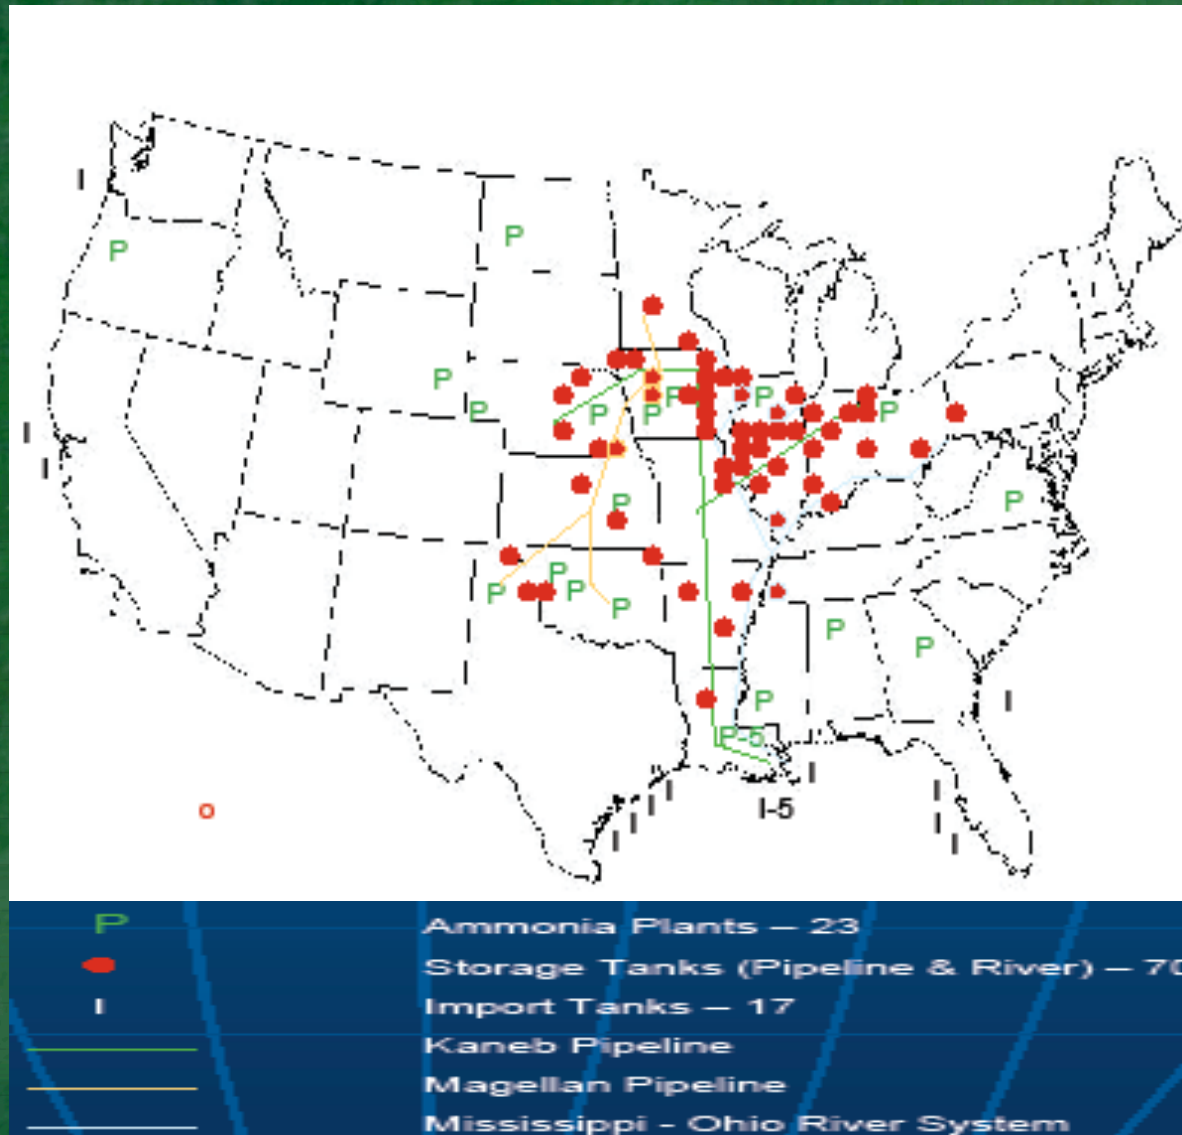 I
P
P
P
P
P
P
P
P
P
I
I
P
P
P
P
P
P
P
P
P
I
P-5
I
I
I
I
I-5
o
I
I
I
I
P Ammonia Plants – 23
Storage Tanks (Pipeline & River) – 70
I Import Tanks – 17
Kaneb Pipeline
Magellan Pipeline
Mississippi - Ohio River System